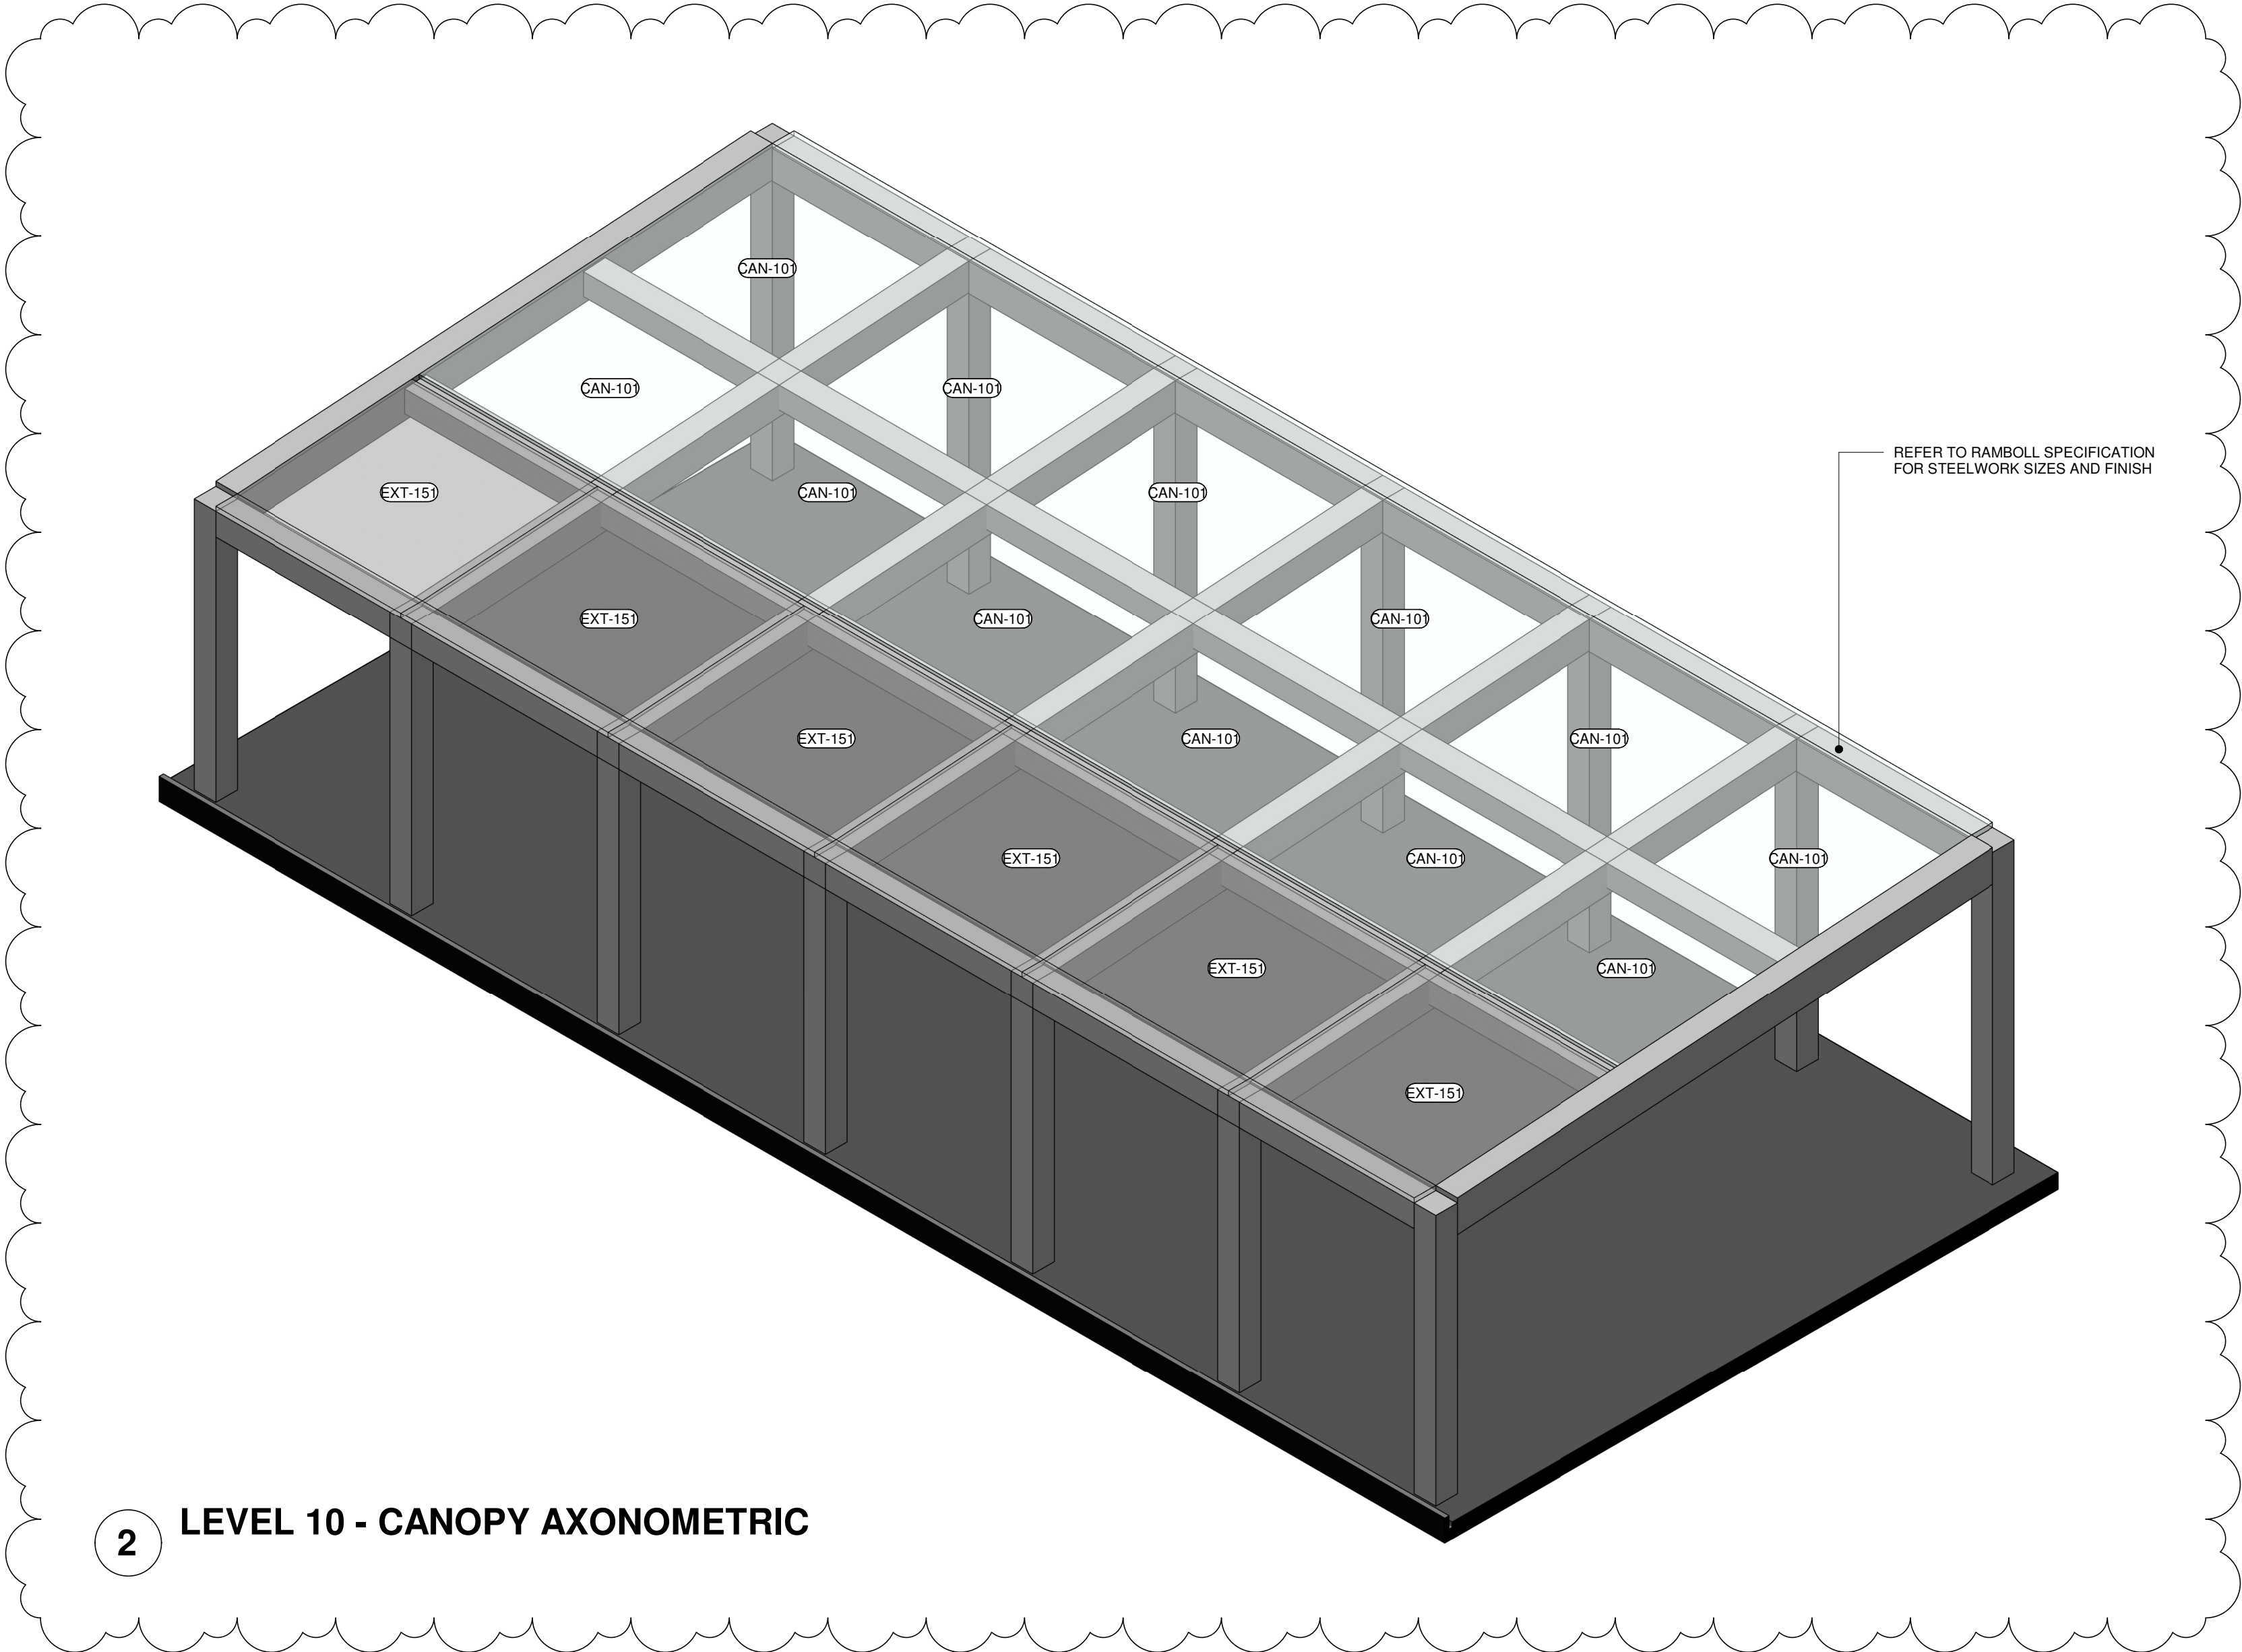 CAN-101
CAN-101
CAN-101
EXT-151
CAN-101
CAN-101
REFER TO RAMBOLL SPECIFICATION
FOR STEELWORK SIZES AND FINISH
EXT-151
CAN-101
CAN-101
EXT-151
CAN-101
CAN-101
EXT-151
CAN-101
CAN-101
EXT-151
CAN-101
EXT-151
2
LEVEL 10 - CANOPY AXONOMETRIC